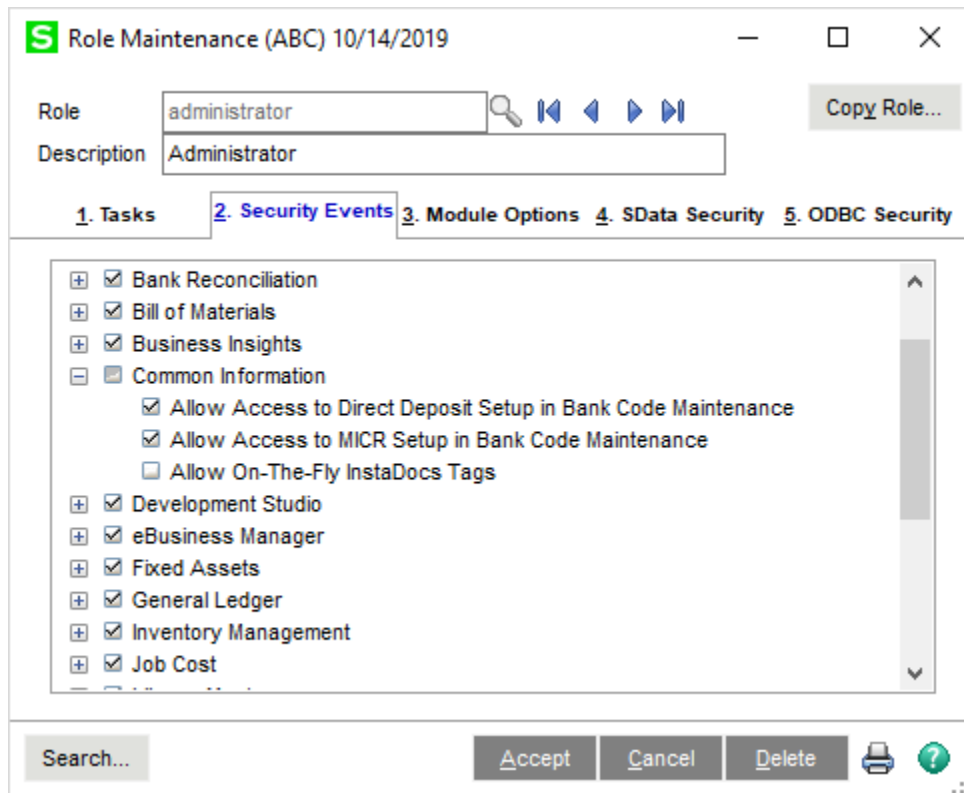 S Role Maintenance (ABC) 10/14/2019
Role administrator Copy Role...
Description Administrator
1. Tasks 2. Security Events 3. Module Options 4. SData Security 5. ODBC Security
Bank Reconciliation
Bill of Materials
Business Insights
Common Information
Allow Access to Direct Deposit Setup in Bank Code Maintenance
Allow Access to MICR Setup in Bank Code Maintenance
Allow On-The-Fly InstaDocs Tags
Development Studio
eBusiness Manager
Fixed Assets
General Ledger
Inventory Management
Job Cost
Search... Accept Cancel Delete ?